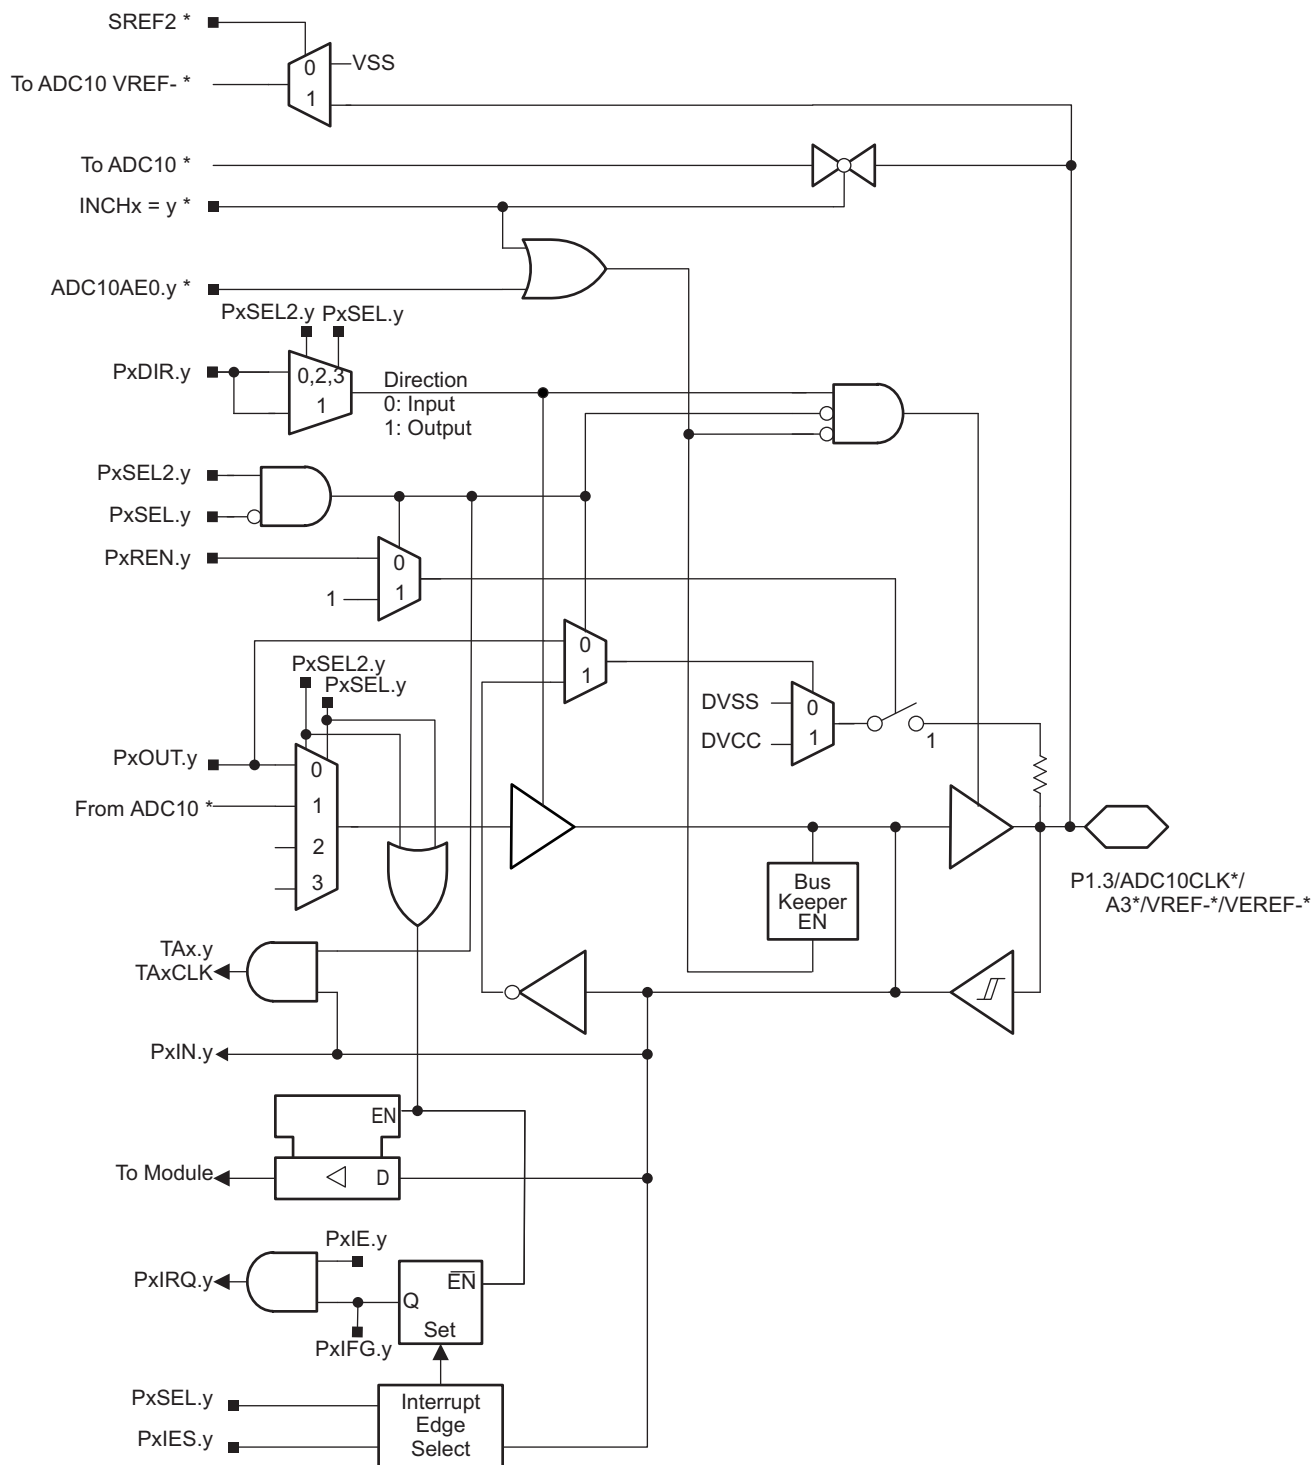 SREF2 *
VSS
0
To ADC10 VREF- *
1
To ADC10 *
INCHx = y *
ADC10AE0.y *
PxSEL2.y
PxSEL.y
PxDIR.y
0,2,3
1
Direction
0: Input
1: Output
PxSEL2.y
PxSEL.y
PxREN.y
0
1
1
0
1
PxSEL2.y
PxSEL.y
DVSS
0
DVCC
1
1
PxOUT.y
0
From ADC10 *
1
2
3
Bus
Keeper
EN
P1.3/ADC10CLK*/
A3*/VREF-*/VEREF-*
TAx.y
TAxCLK
PxIN.y
EN
To Module
D
PxIE.y
PxIRQ.y
EN
Q
Set
PxIFG.y
PxSEL.y
PxIES.y
Interrupt
Edge
Select